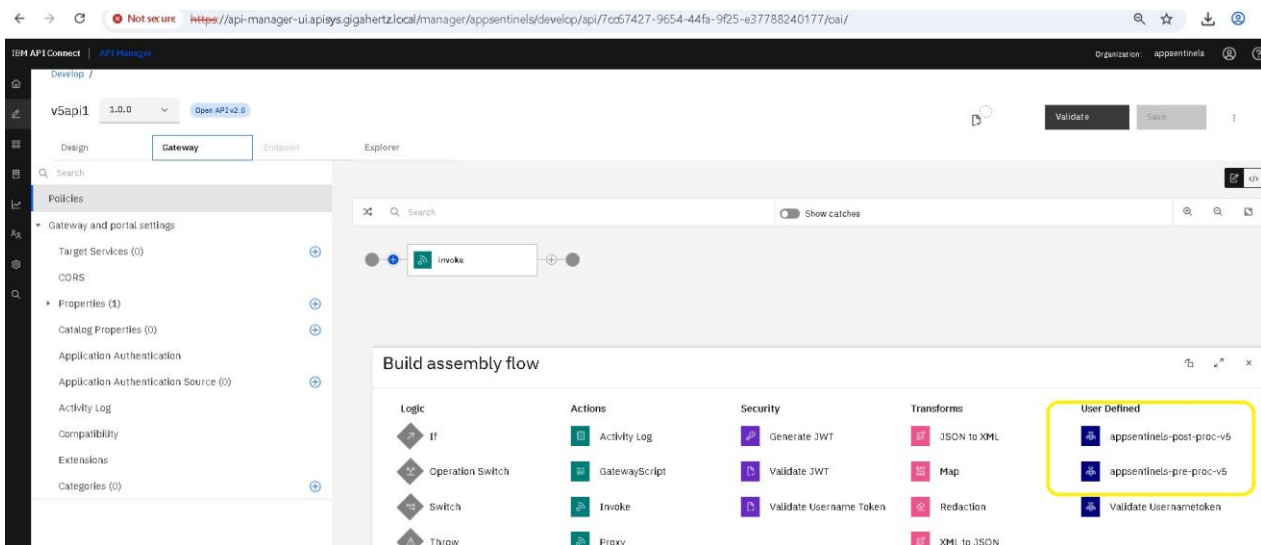 Not secure https://api-manager-ui.apisys.gigahertz.local/manager/appsentinels/develop/api/7cc67427-9654-44fa-9f25-e37788240177/oai/
IBM API Connect | API Manager Organization: appsentinels
Develop /
v5api1 1.0.0 Open API v2.0 Validate Save
Design Gateway Endpoint Explorer
Search
Policies
Search Show catches
Gateway and portal settings
Target Services (0)
invoke
CORS
Properties (1)
Catalog Properties (0)
Application Authentication
Application Authentication Source (0)
Activity Log
Compatibility
Extensions
Categories (0)
Build assembly flow
Logic Actions Security Transforms User Defined
If Activity Log Generate JWT JSON to XML appsentinels-post-proc-v5
Operation Switch GatewayScript Validate JWT Map appsentinels-pre-proc-v5
Switch Invoke Validate Username Token Redaction Validate Usernametoken
Throw Proxy XML to JSON